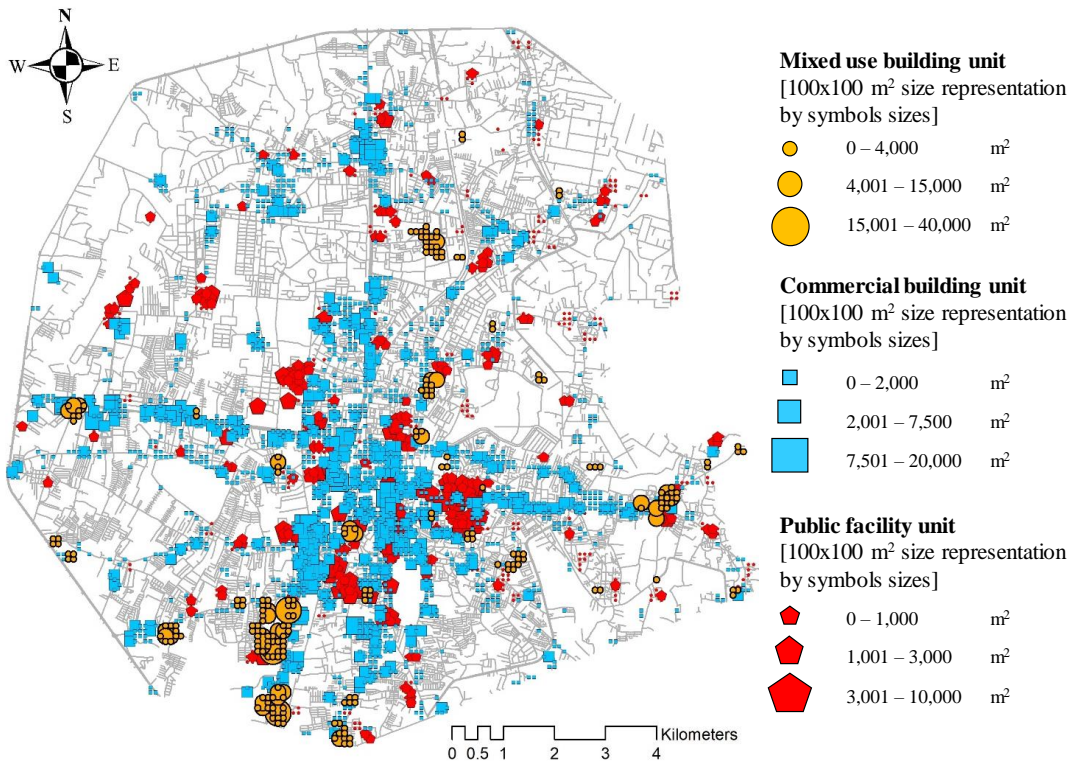 N
W E
S
Mixed use building unit
[100x100 m² size representation
by symbols sizes]
0 – 4,000 m²
4,001 – 15,000 m²
15,001 – 40,000 m²
Commercial building unit
[100x100 m² size representation
by symbols sizes]
0 – 2,000 m²
2,001 – 7,500 m²
7,501 – 20,000 m²
Public facility unit
[100x100 m² size representation
by symbols sizes]
0 – 1,000 m²
1,001 – 3,000 m²
3,001 – 10,000 m²
Kilometers
0 0.5 1 2 3 4